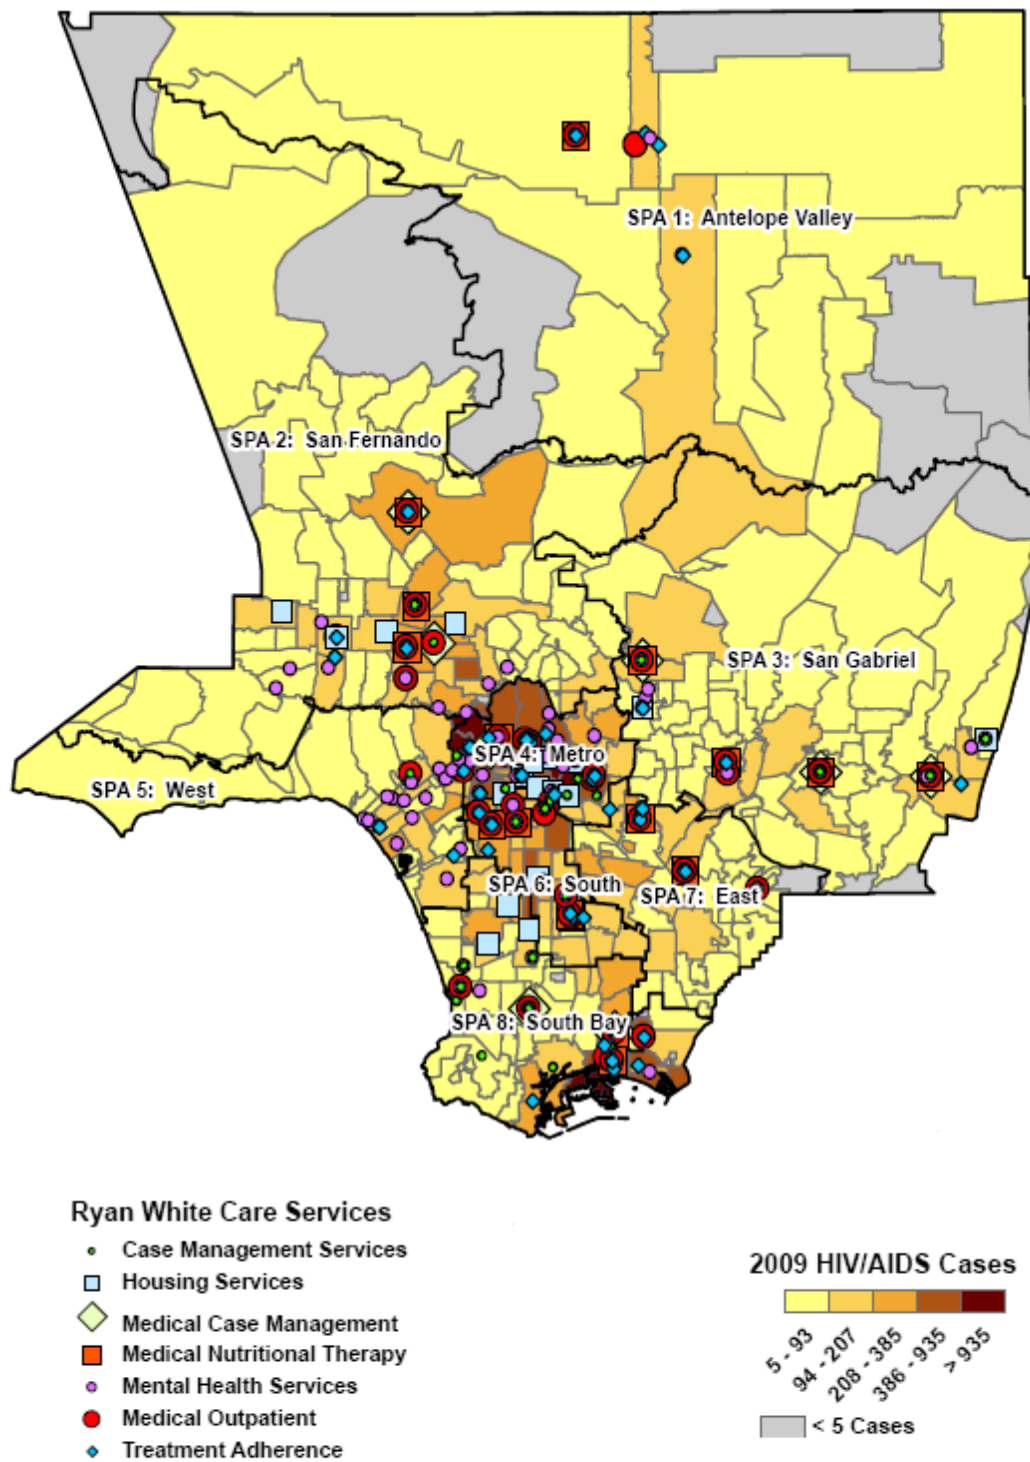 SPA 1: Antelope Valley
SPA 2: San Fernando
SPA 3: San Gabriel
SPA 4: Metro
SPA 5: West
SPA 6: South
SPA 7: East
SPA 8: South Bay
Ryan White Care Services
Case Management Services
Housing Services
Medical Case Management
Medical Nutritional Therapy
Mental Health Services
Medical Outpatient
Treatment Adherence
2009 HIV/AIDS Cases
5 - 93
94 - 207
208 - 385
386 - 935
> 935
< 5 Cases